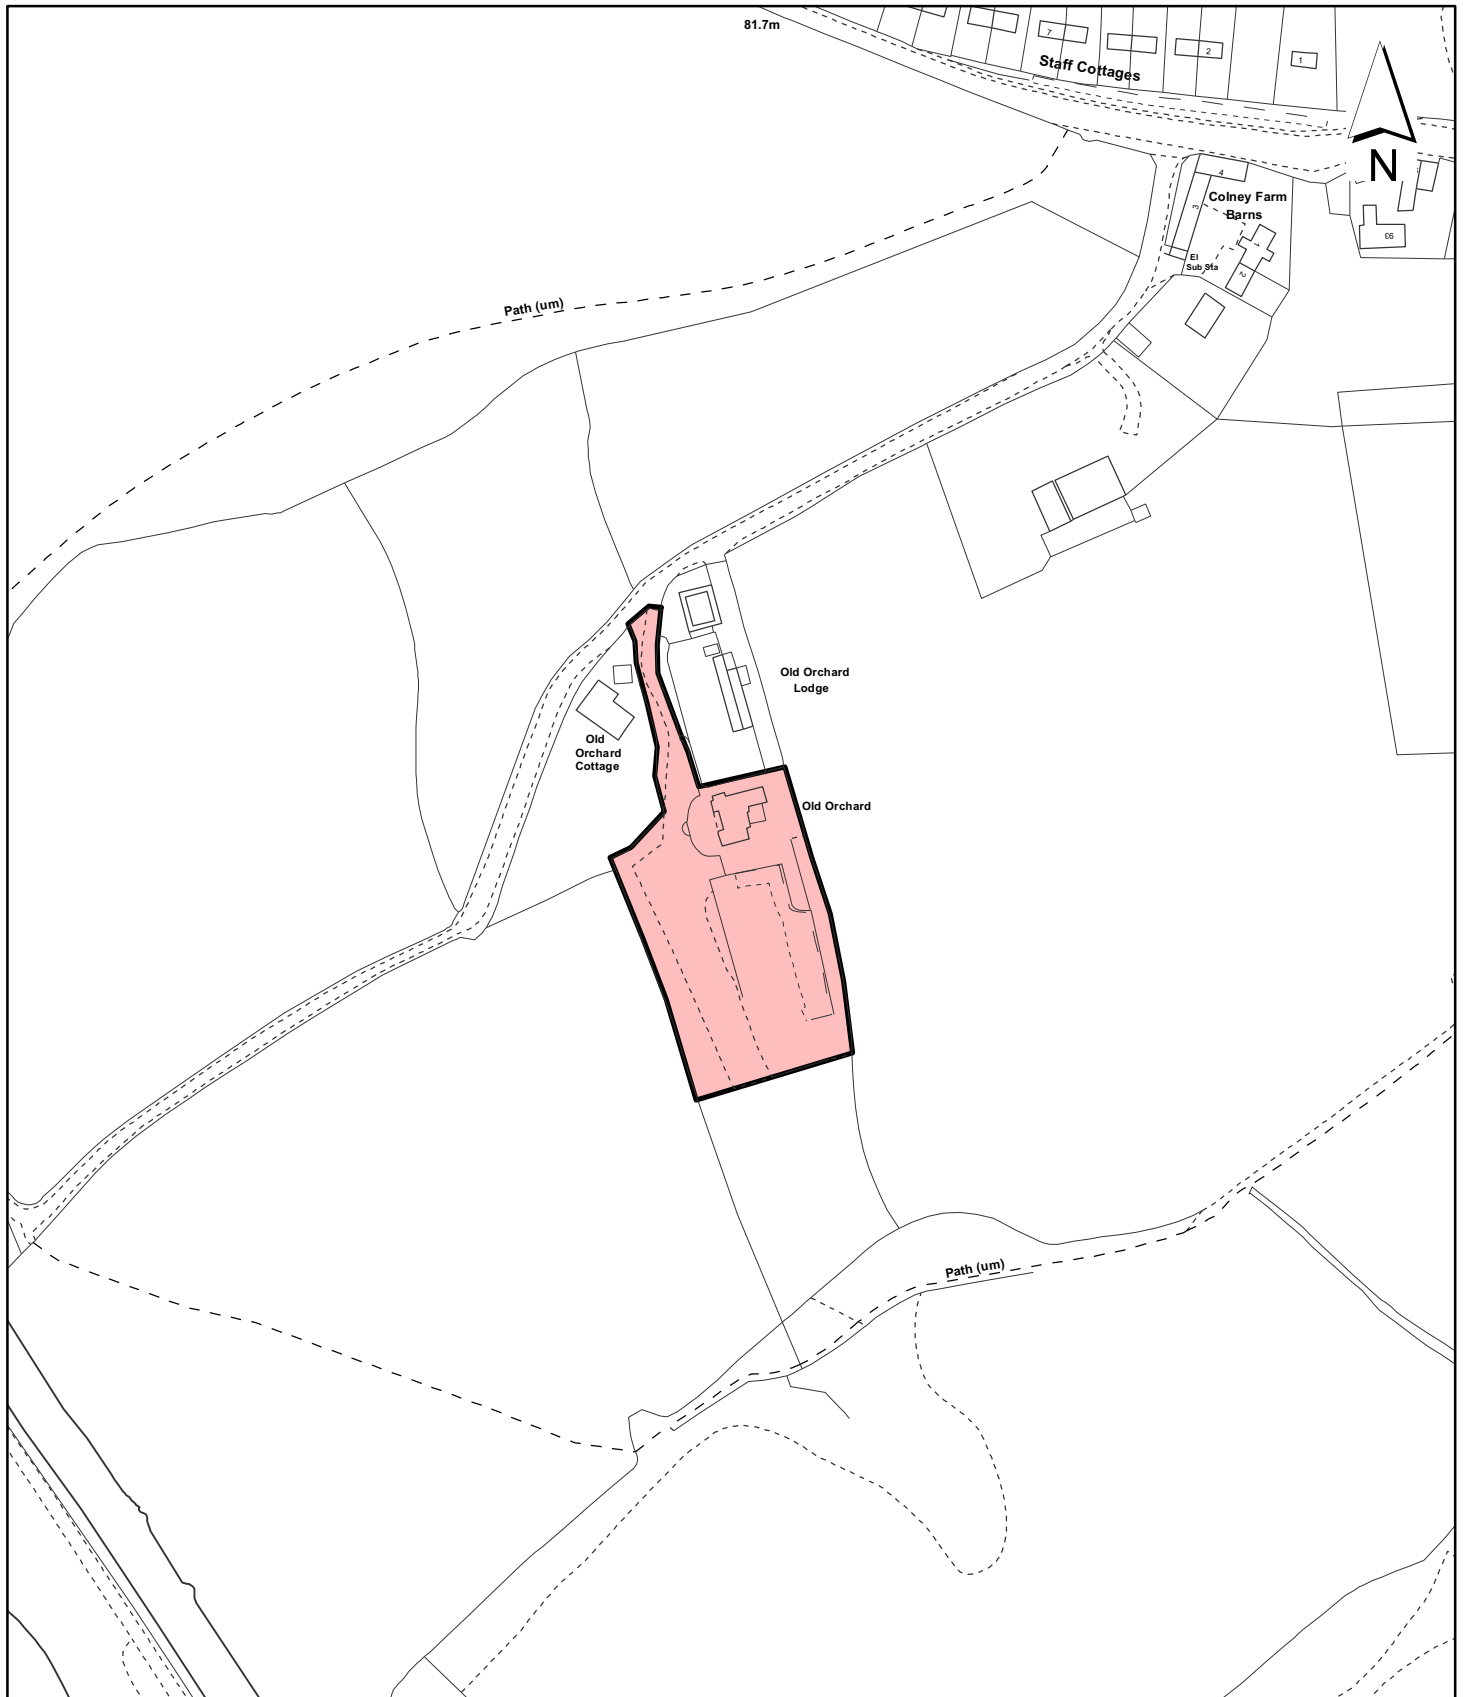 81.7m
7
2
1
Staff Cottages
N
4
3
Colney Farm
Barns
1
93
El
Sub Sta
2
Path (um)
Old Orchard
Lodge
Old
Orchard
Cottage
Old Orchard
Path (um)